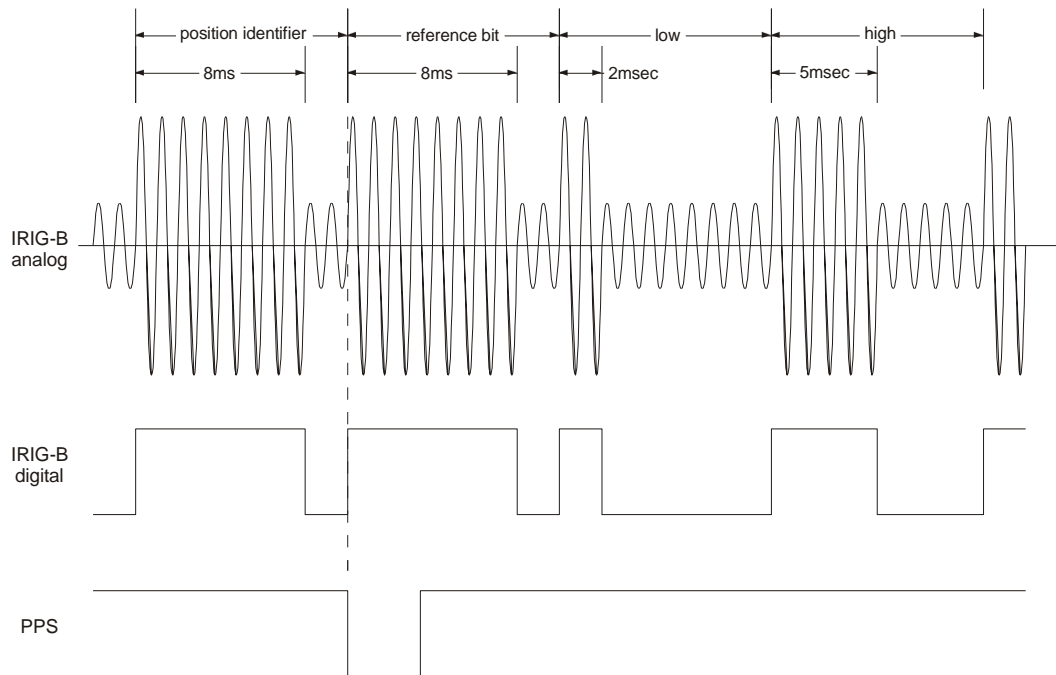 position identifier
reference bit
low
high
8ms
8ms
2msec
5msec
IRIG-B
analog
IRIG-B
digital
PPS